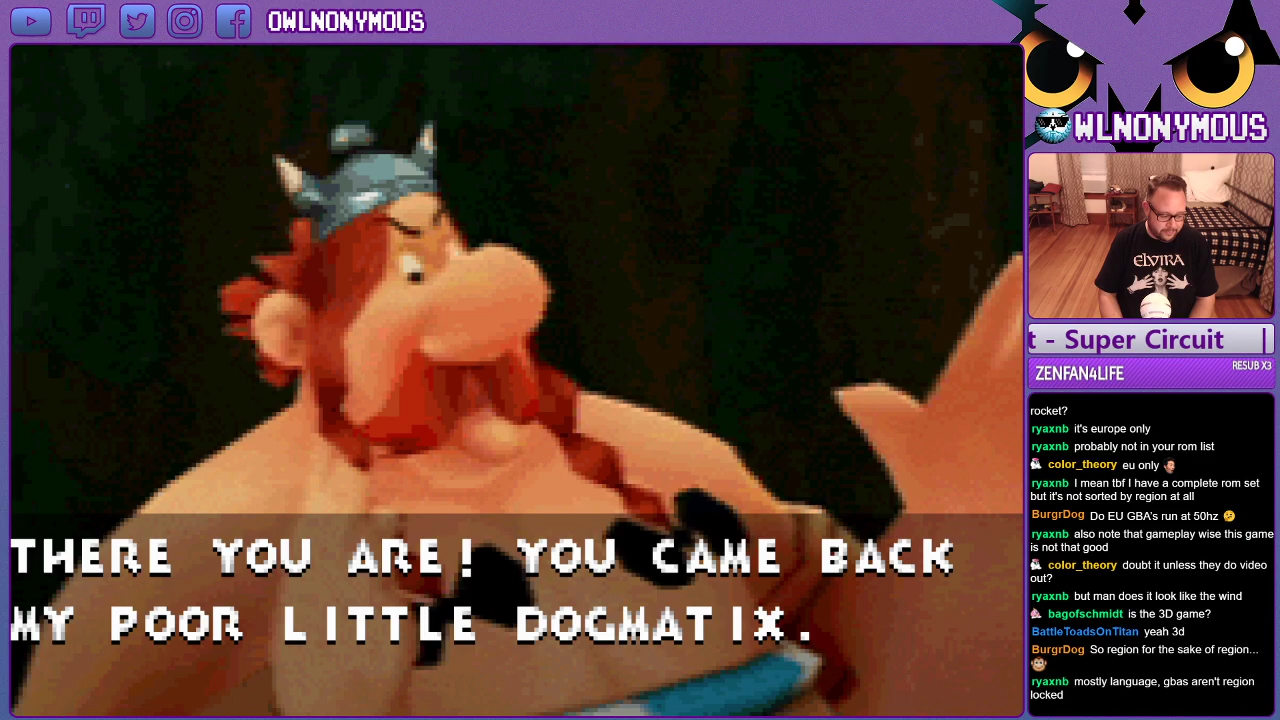 OWLNONYMOUS
WLNONYMOUS
ELVIRA
t - Super Circuit |
ZENFAN4LIFE RESUB X3
THERE YOU ARE! YOU CAME BACK
MY POOR LITTLE DOGMATIX.
rocket?
ryaxnb it's europe only
ryaxnb probably not in your rom list
color_theory eu only
ryaxnb I mean tbf I have a complete rom set
but it's not sorted by region at all
BurgrDog Do EU GBA's run at 50hz
ryaxnb also note that gameplay wise this game
is not that good
color_theory doubt it unless they do video
out?
ryaxnb but man does it look like the wind
bagofschmidt is the 3D game?
BattleToadsOnTitan yeah 3d
BurgrDog So region for the sake of region...
ryaxnb mostly language, gbas aren't region
locked